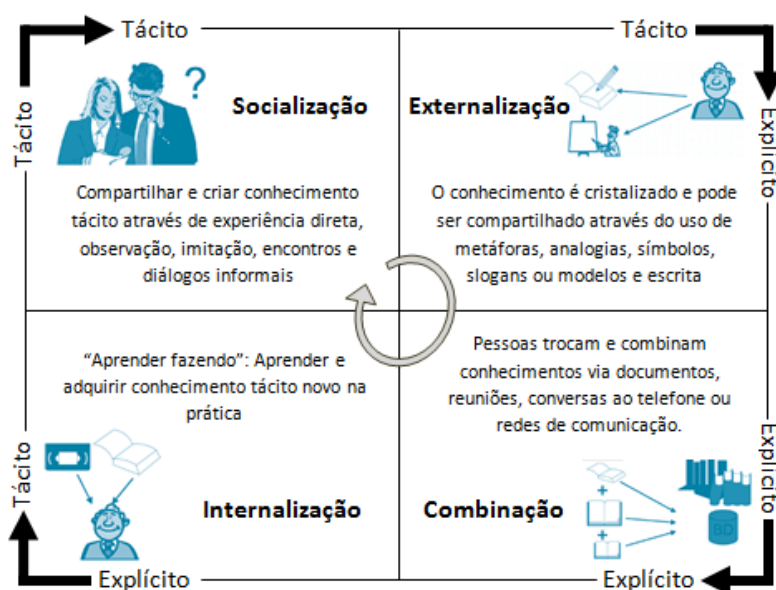 Tácito
Tácito
Tácito
?
Socialização
Compartilhar e criar conhecimento
tácito através de experiência direta,
observação, imitação, encontros e
diálogos informais
Externalização
Explícito
O conhecimento é cristalizado e pode
ser compartilhado através do uso de
metáforas, analogias, símbolos,
slogans ou modelos e escrita
“Aprender fazendo”: Aprender e
adquirir conhecimento tácito novo na
prática
Tácito
Internalização
Explícito
Pessoas trocam e combinam
conhecimentos via documentos,
reuniões, conversas ao telefone ou
redes de comunicação.
Explícito
Combinação
+
+
BD
Explícito